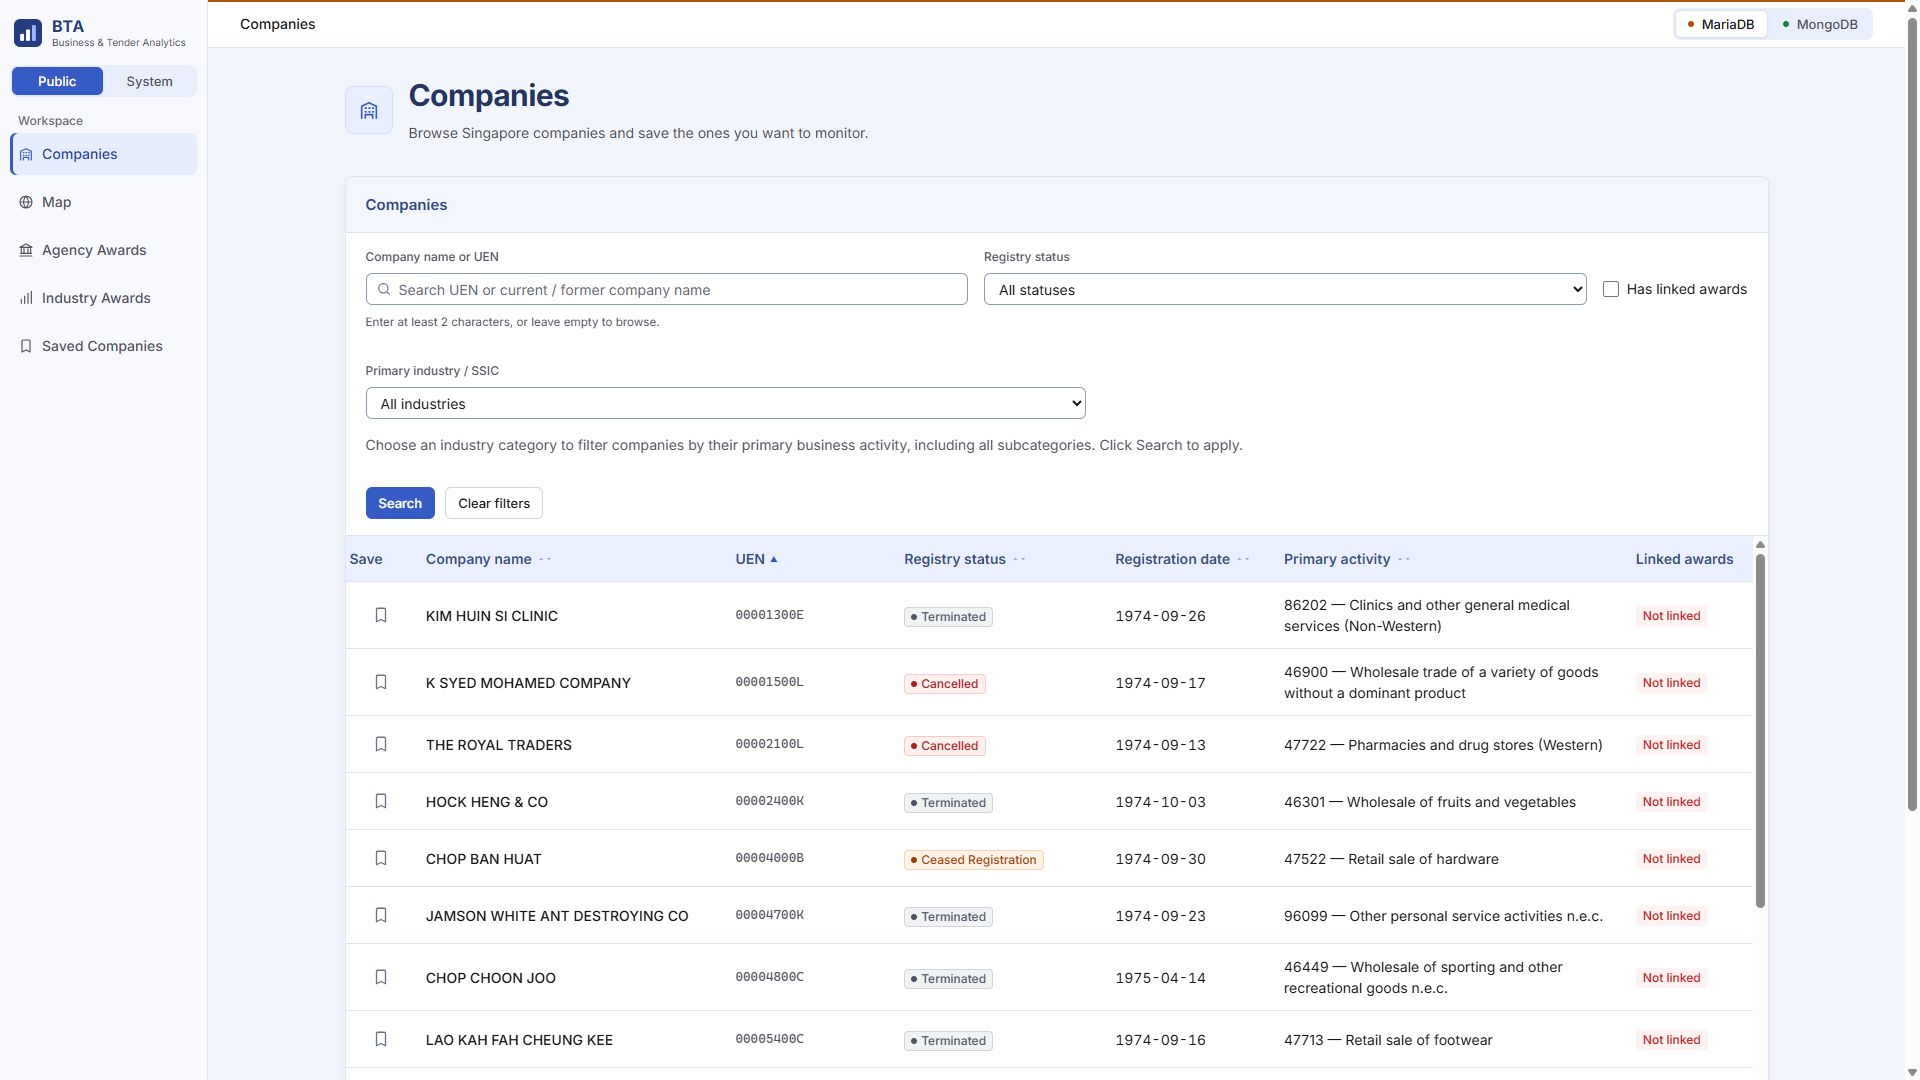 BTA
Business & Tender Analytics
Public
System
Workspace
Companies
Map
Agency Awards
Industry Awards
Saved Companies
Companies
MariaDB
MongoDB
Companies
Browse Singapore companies and save the ones you want to monitor.
Companies
Company name or UEN
Registry status
Search UEN or current / former company name
All statuses
Has linked awards
Enter at least 2 characters, or leave empty to browse.
Primary industry / SSIC
All industries
Choose an industry category to filter companies by their primary business activity, including all subcategories. Click Search to apply.
Search
Clear filters
Save
Company name
UEN
Registry status
Registration date
Primary activity
Linked awards
KIM HUIN SI CLINIC
00001300E
Terminated
1974-09-26
86202 — Clinics and other general medical
services (Non-Western)
Not linked
K SYED MOHAMED COMPANY
00001500L
Cancelled
1974-09-17
46900 — Wholesale trade of a variety of goods
without a dominant product
Not linked
THE ROYAL TRADERS
00002100L
Cancelled
1974-09-13
47722 — Pharmacies and drug stores (Western)
Not linked
HOCK HENG & CO
00002400K
Terminated
1974-10-03
46301 — Wholesale of fruits and vegetables
Not linked
CHOP BAN HUAT
00004000B
Ceased Registration
1974-09-30
47522 — Retail sale of hardware
Not linked
JAMSON WHITE ANT DESTROYING CO
00004700K
Terminated
1974-09-23
96099 — Other personal service activities n.e.c.
Not linked
CHOP CHOON JOO
00004800C
Terminated
1975-04-14
46449 — Wholesale of sporting and other
recreational goods n.e.c.
Not linked
LAO KAH FAH CHEUNG KEE
00005400C
Terminated
1974-09-16
47713 — Retail sale of footwear
Not linked